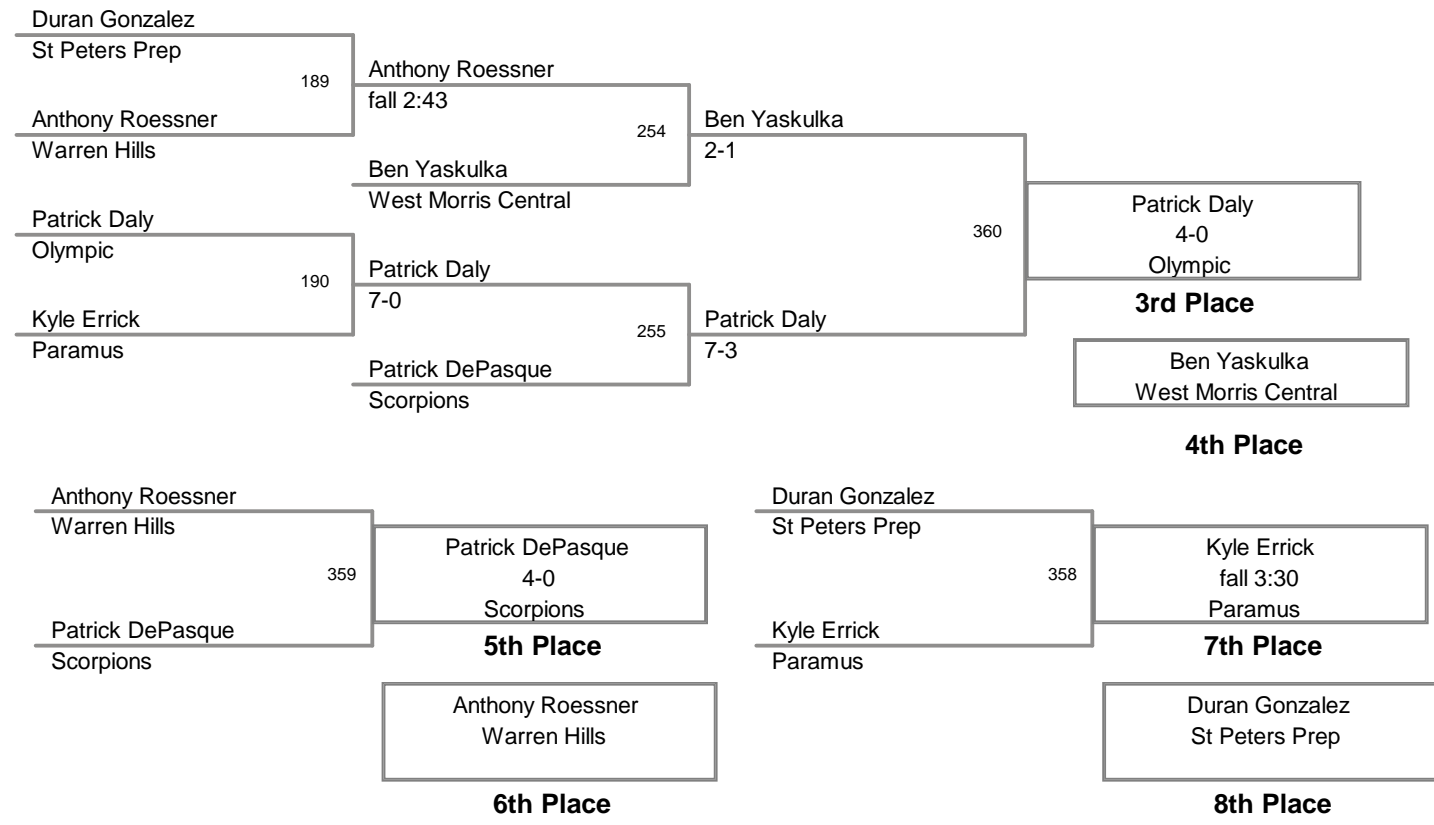 Duran Gonzalez
St Peters Prep
189
Anthony Roessner
Warren Hills
Anthony Roessner
fall 2:43
254
Ben Yaskulka
West Morris Central
Ben Yaskulka
2-1
Patrick Daly
Olympic
190
Kyle Errick
Paramus
Patrick Daly
7-0
255
Patrick DePasque
Scorpions
Patrick Daly
7-3
360
Patrick Daly
4-0
Olympic
3rd Place
Ben Yaskulka
West Morris Central
4th Place
Anthony Roessner
Warren Hills
359
Patrick DePasque
Scorpions
Patrick DePasque
4-0
Scorpions
5th Place
Anthony Roessner
Warren Hills
6th Place
Duran Gonzalez
St Peters Prep
358
Kyle Errick
Paramus
Kyle Errick
fall 3:30
Paramus
7th Place
Duran Gonzalez
St Peters Prep
8th Place